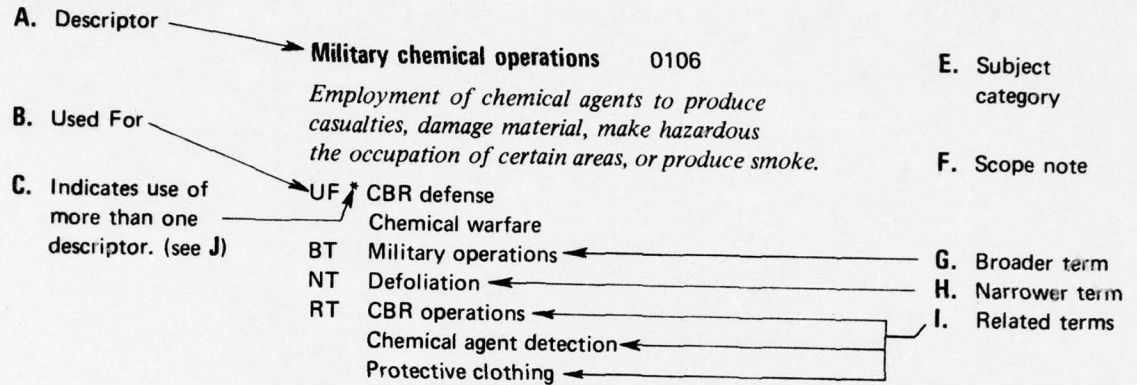 A. Descriptor
Military chemical operations 0106
E. Subject
category
Employment of chemical agents to produce
casualties, damage material, make hazardous
the occupation of certain areas, or produce smoke.
B. Used For
F. Scope note
C. Indicates use of
more than one
descriptor. (see J)
UF * CBR defense
Chemical warfare
BT Military operations
G. Broader term
NT Defoliation
H. Narrower term
RT CBR operations
I. Related terms
Chemical agent detection
Protective clothing